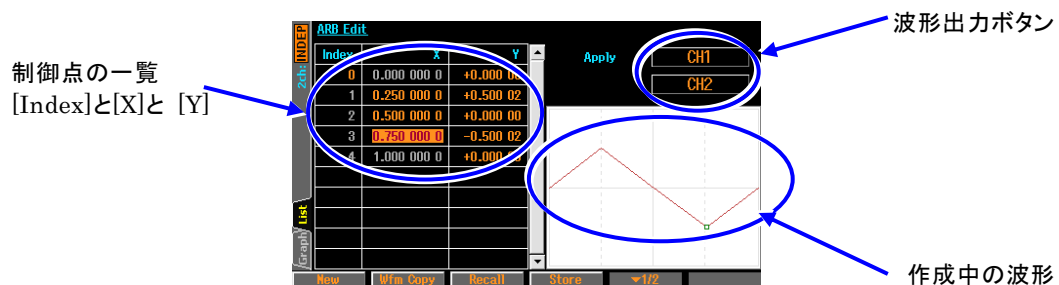 波形出力ボタン
制御点の一覧
[Index]と[X]と [Y]
2ch: INDEP
ARB Edit
Index X Y
0 0.000 000 0 +0.000 00
1 0.250 000 0 +0.500 02
2 0.500 000 0 +0.000 00
3 0.750 000 0 −0.500 02
4 1.000 000 0 +0.000 00
Apply
CH1
CH2
List
Graph
New Wfm Copy Recall Store ▼1/2
作成中の波形